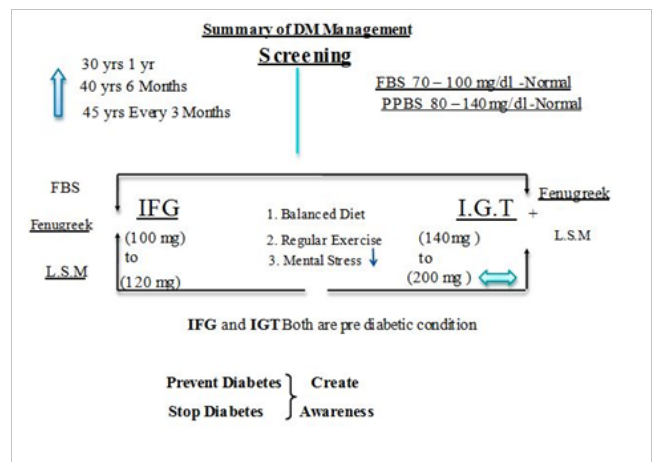 Summary of DM Management
Screening
30 yrs 1 yr
40 yrs 6 Months
45 yrs Every 3 Months
FBS 70 – 100 mg/dl -Normal
PPBS 80 – 140 mg/dl -Normal
FBS
Fenugreek
L.S.M
IFG
(100 mg)
to
(120 mg)
1. Balanced Diet
2. Regular Exercise
3. Mental Stress
I.G.T
(140mg )
to
(200 mg )
Fenugreek
+
L.S.M
IFG and IGT Both are pre diabetic condition
Prevent Diabetes Create
Stop Diabetes Awareness